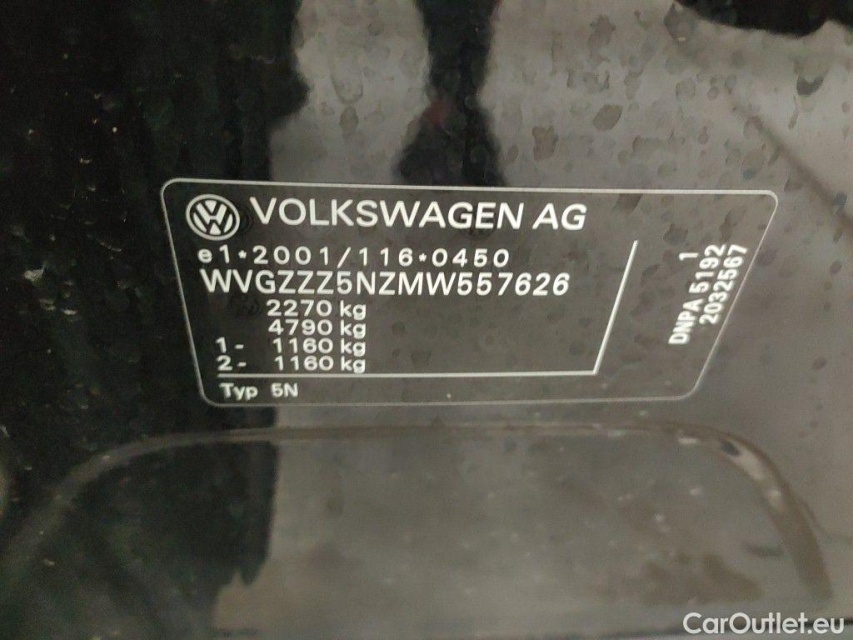 VOLKSWAGEN AG
e1*2001/116*0450
WVGZZZ5NZMW557626
2270 kg
4790 kg
1- 1160 kg
2- 1160 kg
Typ 5N
1
DNPA 5192
2032567
CarOutlet.eu